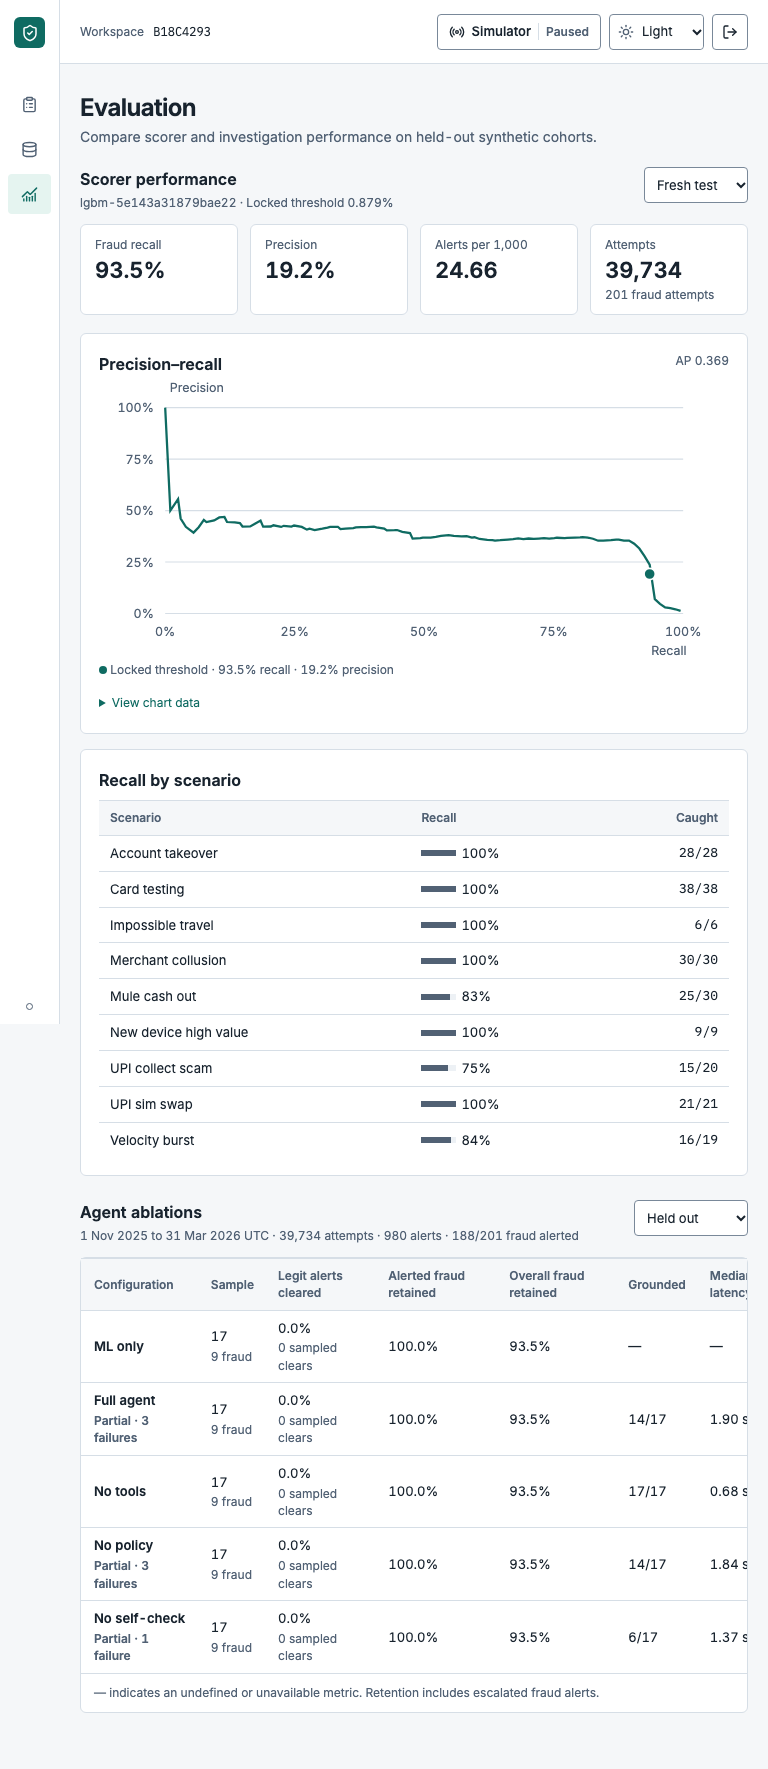 Workspace B18C4293
Simulator Paused
Light
Evaluation
Compare scorer and investigation performance on held-out synthetic cohorts.
Scorer performance
lgbm-5e143a31879bae22 · Locked threshold 0.879%
Fresh test
Fraud recall
93.5%
Precision
19.2%
Alerts per 1,000
24.66
Attempts
39,734
201 fraud attempts
Precision–recall
AP 0.369
Precision
100%
75%
50%
25%
0%
0% 25% 50% 75% 100%
Recall
Locked threshold · 93.5% recall · 19.2% precision
View chart data
Recall by scenario
Scenario Recall Caught
Account takeover 100% 28/28
Card testing 100% 38/38
Impossible travel 100% 6/6
Merchant collusion 100% 30/30
Mule cash out 83% 25/30
New device high value 100% 9/9
UPI collect scam 75% 15/20
UPI sim swap 100% 21/21
Velocity burst 84% 16/19
Agent ablations
1 Nov 2025 to 31 Mar 2026 UTC · 39,734 attempts · 980 alerts · 188/201 fraud alerted
Held out
Configuration
Sample
Legit alerts
cleared
Alerted fraud
retained
Overall fraud
retained
Grounded
ML only
17
9 fraud
0.0%
0 sampled
clears
100.0%
93.5%
—
—
Full agent
Partial · 3
failures
17
9 fraud
0.0%
0 sampled
clears
100.0%
93.5%
14/17
1.90 s
No tools
17
9 fraud
0.0%
0 sampled
clears
100.0%
93.5%
17/17
0.68 s
No policy
Partial · 3
failures
17
9 fraud
0.0%
0 sampled
clears
100.0%
93.5%
14/17
1.84 s
No self-check
Partial · 1
failure
17
9 fraud
0.0%
0 sampled
clears
100.0%
93.5%
6/17
1.37 s
— indicates an undefined or unavailable metric. Retention includes escalated fraud alerts.